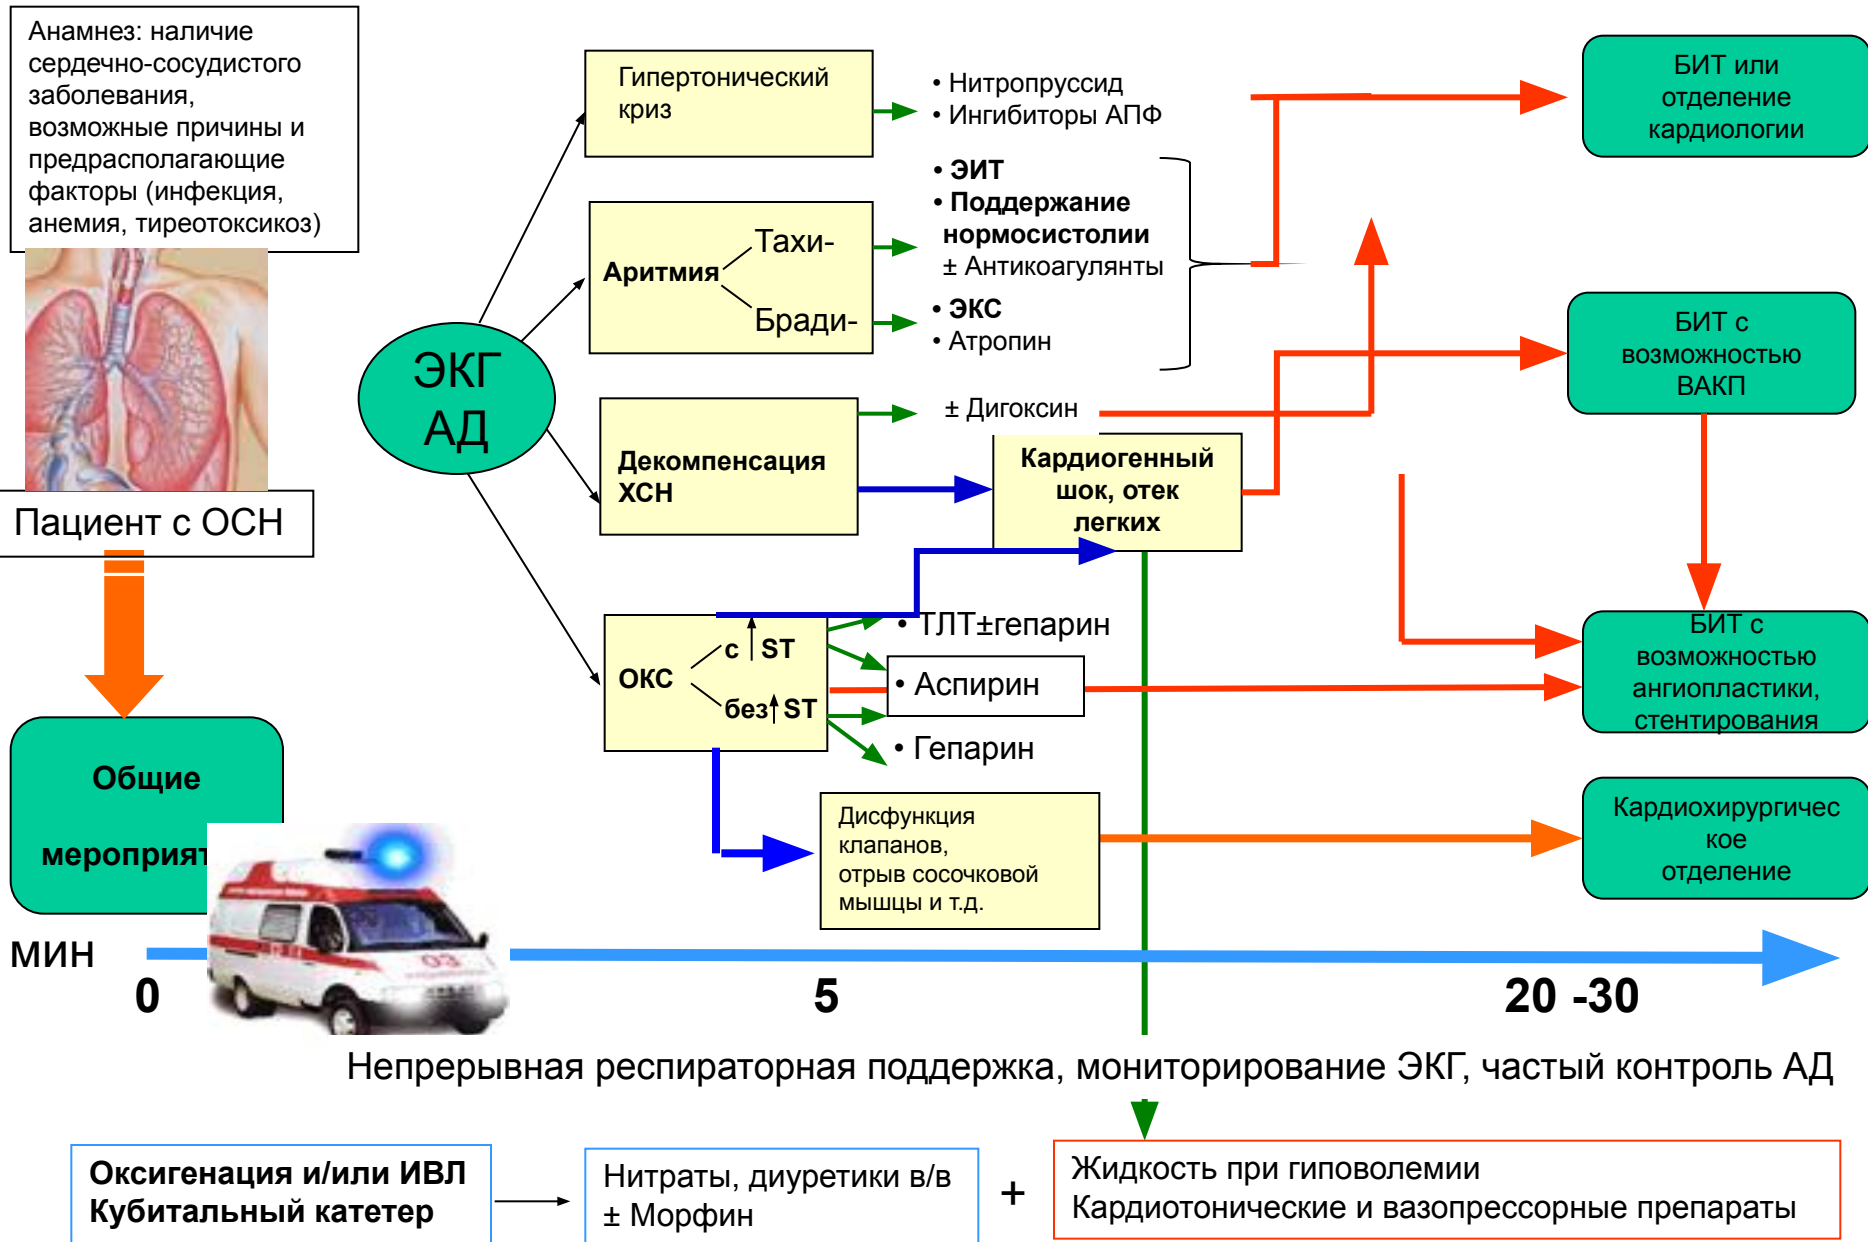 Анамнез: наличие
сердечно-сосудистого
заболевания,
возможные причины и
предрасполагающие
факторы (инфекция,
анемия, тиреотоксикоз)
Пациент с ОСН
Общие
мероприят
ЭКГ
АД
Гипертонический
криз
• Нитропруссид
• Ингибиторы АПФ
Аритмия
Тахи-
Бради-
• ЭИТ
• Поддержание
нормосистолии
± Антикоагулянты
• ЭКС
• Атропин
Декомпенсация
ХСН
± Дигоксин
Кардиогенный
шок, отек
легких
ОКС
с ↑ ST
без ↑ ST
• ТЛТ±гепарин
• Аспирин
• Гепарин
Дисфункция
клапанов,
отрыв сосочковой
мышцы и т.д.
БИТ или
отделение
кардиологии
БИТ с
возможностью
ВАКП
БИТ с
возможностью
ангиопластики,
стентирования
Кардиохирургичес
кое
отделение
мин
03
0
5
20 -30
Непрерывная респираторная поддержка, мониторирование ЭКГ, частый контроль АД
Оксигенация и/или ИВЛ
Кубитальный катетер
Нитраты, диуретики в/в
± Морфин
+
Жидкость при гиповолемии
Кардиотонические и вазопрессорные препараты